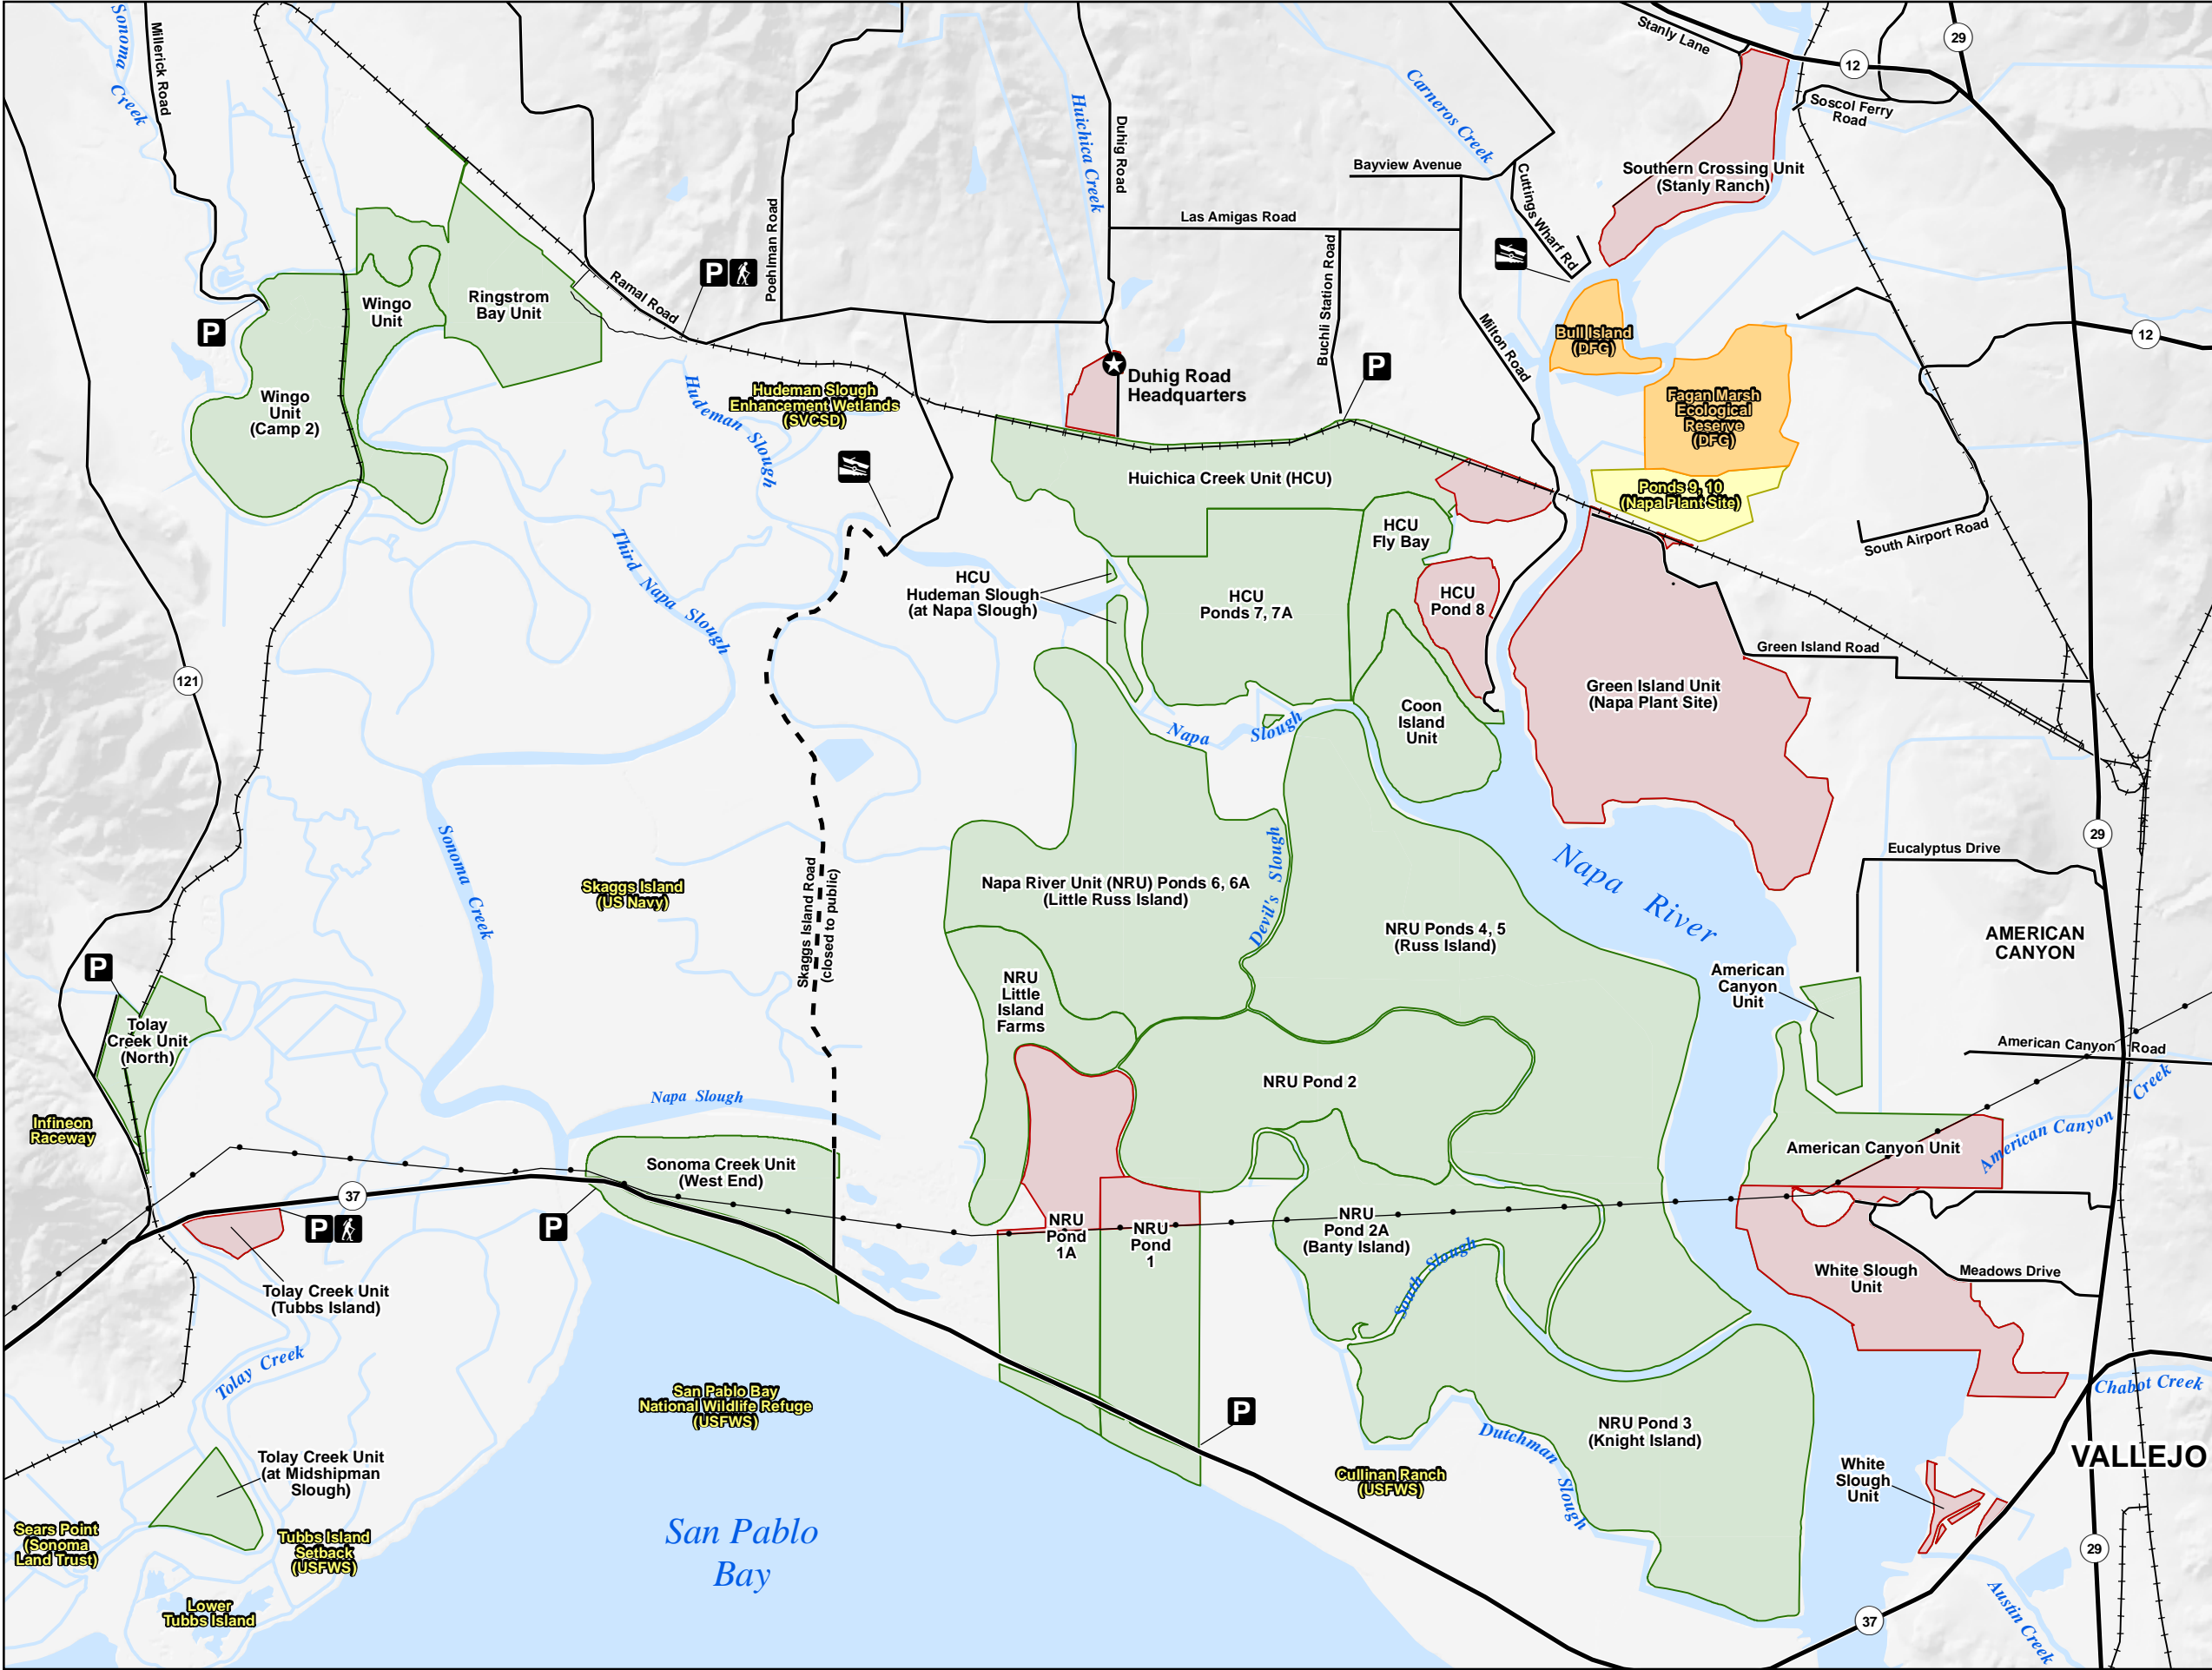 Sonoma
Creek
Millerick Road
Huichica Creek
Duhig Road
Carneros Creek
Stanly Lane
12
29
Soscol Ferry
Road
Bayview Avenue
Cuttings Wharf Rd
Southern Crossing Unit
(Stanly Ranch)
Las Amigas Road
Poehlman Road
Buchli Station Road
P
Ramal Road
Wingo
Unit
Ringstrom
Bay Unit
P
Milton Road
Bull Island
(DFG)
12
P
Duhig Road
Headquarters
Hudeman Slough
Enhancement Wetlands
(SVCSD)
Hudeman Slough
Wingo
Unit
(Camp 2)
Fagan Marsh
Ecological
Reserve
(DFG)
Huichica Creek Unit (HCU)
Ponds 9, 10
(Napa Plant Site)
HCU
Fly Bay
South Airport Road
Third Napa Slough
HCU
Hudeman Slough
(at Napa Slough)
HCU
Ponds 7, 7A
HCU
Pond 8
Green Island Road
121
Green Island Unit
(Napa Plant Site)
Coon
Island
Unit
Napa Slough
29
Eucalyptus Drive
Napa River
Sonoma Creek
Skaggs Island
(US Navy)
Skaggs Island Road
(closed to public)
Napa River Unit (NRU) Ponds 6, 6A
(Little Russ Island)
Devil's Slough
NRU Ponds 4, 5
(Russ Island)
AMERICAN
CANYON
P
American
Canyon
Unit
NRU
Little
Island
Farms
Tolay
Creek Unit
(North)
American Canyon Road
NRU Pond 2
Napa Slough
Infineon
Raceway
American Canyon Creek
American Canyon Unit
Sonoma Creek Unit
(West End)
37
P
P
NRU
Pond
1A
NRU
Pond
1
NRU
Pond 2A
(Banty Island)
South Slough
White Slough
Unit
Meadows Drive
Tolay Creek Unit
(Tubbs Island)
Tolay Creek
Chabot Creek
San Pablo Bay
National Wildlife Refuge
(USFWS)
P
NRU Pond 3
(Knight Island)
Dutchman Slough
VALLEJO
Tolay Creek Unit
(at Midshipman
Slough)
Cullinan Ranch
(USFWS)
White
Slough
Unit
Sears Point
(Sonoma
Land Trust)
Tubbs Island
Setback
(USFWS)
San Pablo
Bay
29
Lower
Tubbs Island
37
Austin Creek